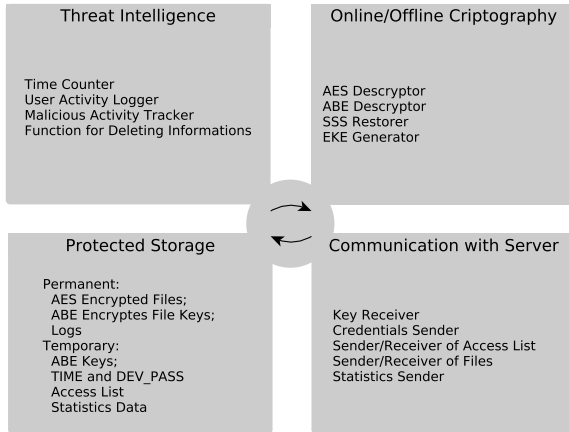 Threat Intelligence
Time Counter
User Activity Logger
Malicious Activity Tracker
Function for Deleting Informations
Online/Offline Criptography
AES Descryptor
ABE Descryptor
SSS Restorer
EKE Generator
Protected Storage
Permanent:
AES Encrypted Files;
ABE Encryptes File Keys;
Logs
Temporary:
ABE Keys;
TIME and DEV_PASS
Access List
Statistics Data
Communication with Server
Key Receiver
Credentials Sender
Sender/Receiver of Access List
Sender/Receiver of Files
Statistics Sender